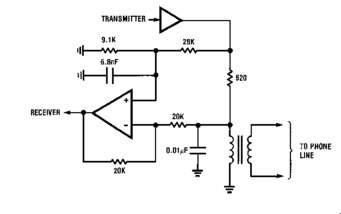 TRANSMITTER
9.1K
29K
6.8nF
620
RECEIVER
+
−
20K
0.01µF
20K
TO PHONE
LINE